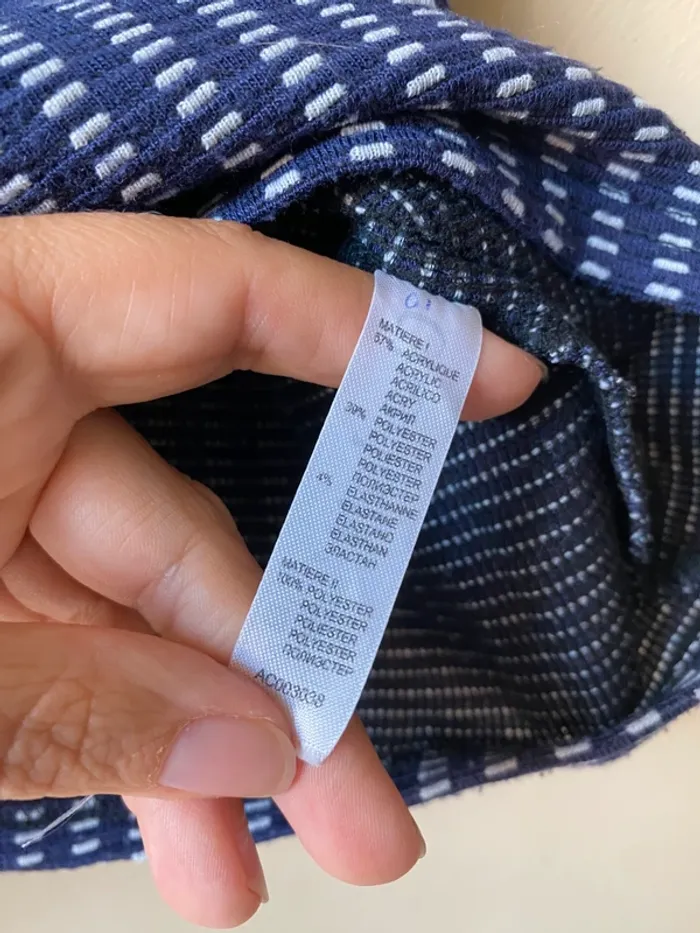 MATIERE I
57% ACRYLIQUE
ACRYLIC
ACRILICO
ACRY
АКРИЛ
39% POLYESTER
POLYESTER
POLIESTER
POLYESTER
ПОЛИЭСТЕР
4% ELASTHANNE
ELASTANE
ELASTANO
ELASTHAN
ЭЛАСТАН
MATIERE II
100% POLYESTER
POLYESTER
POLIESTER
POLYESTER
ПОЛИЭСТЕР
AC003038